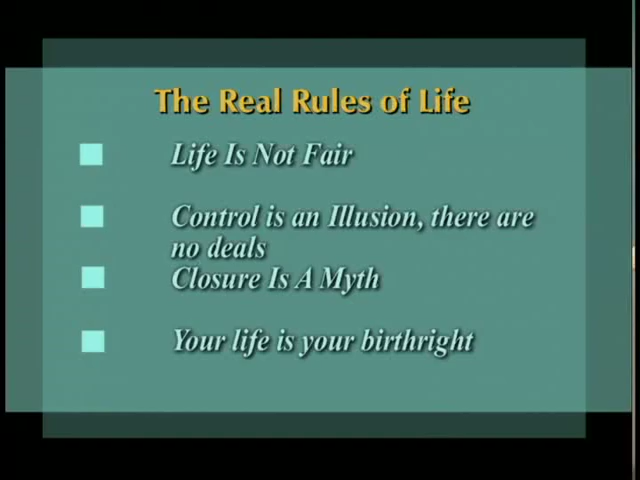 The Real Rules of Life
Life Is Not Fair
Control is an Illusion, there are
no deals
Closure Is A Myth
Your life is your birthright